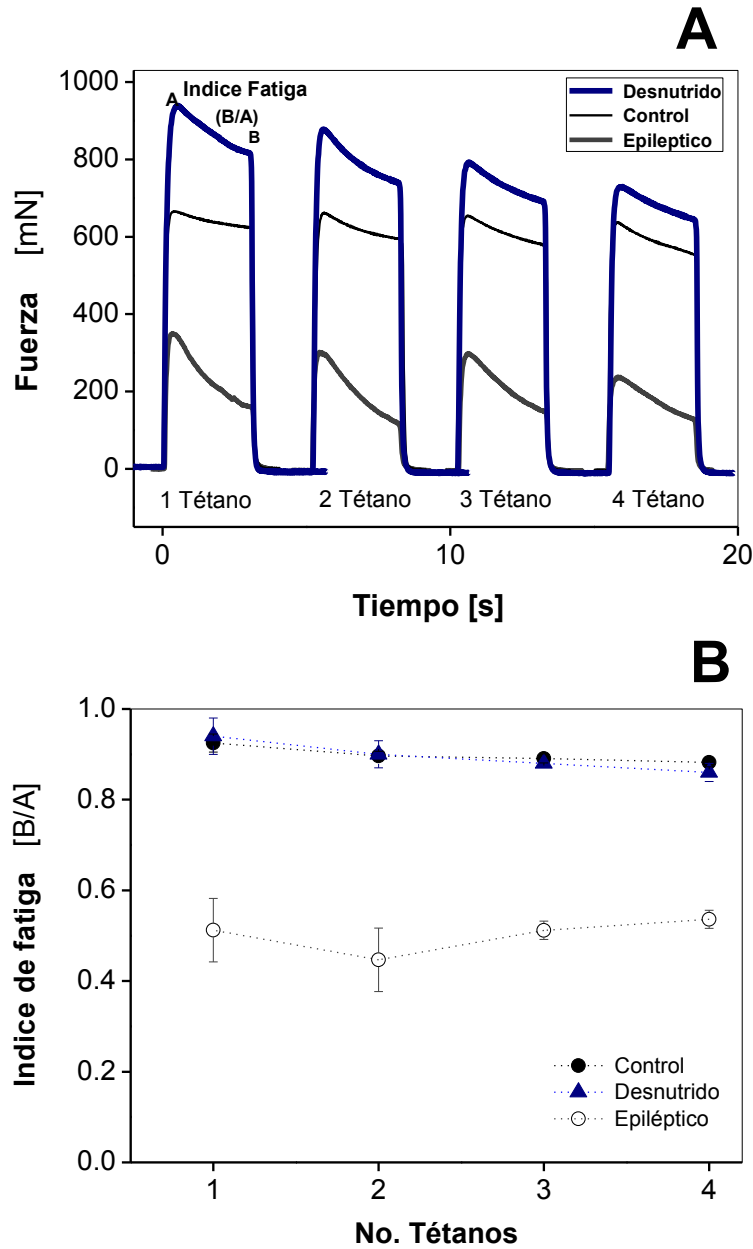 A
1000
800
600
400
200
0
Fuerza [mN]
A
Indice Fatiga
(B/A)
B
Desnutrido
Control
Epileptico
1 Tétano
2 Tétano
3 Tétano
4 Tétano
0
10
20
Tiempo [s]
B
1.0
0.8
0.6
0.4
0.2
0.0
Indice de fatiga [B/A]
Control
Desnutrido
Epiléptico
1
2
3
4
No. Tétanos